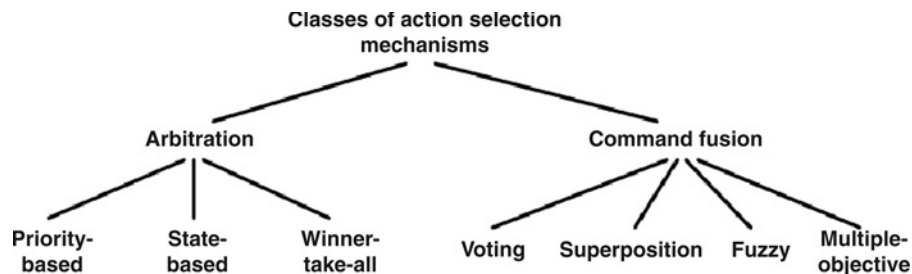 Classes of action selection
mechanisms
Arbitration
Command fusion
Priority-
based
State-
based
Winner-
take-all
Voting
Superposition
Fuzzy
Multiple-
objective